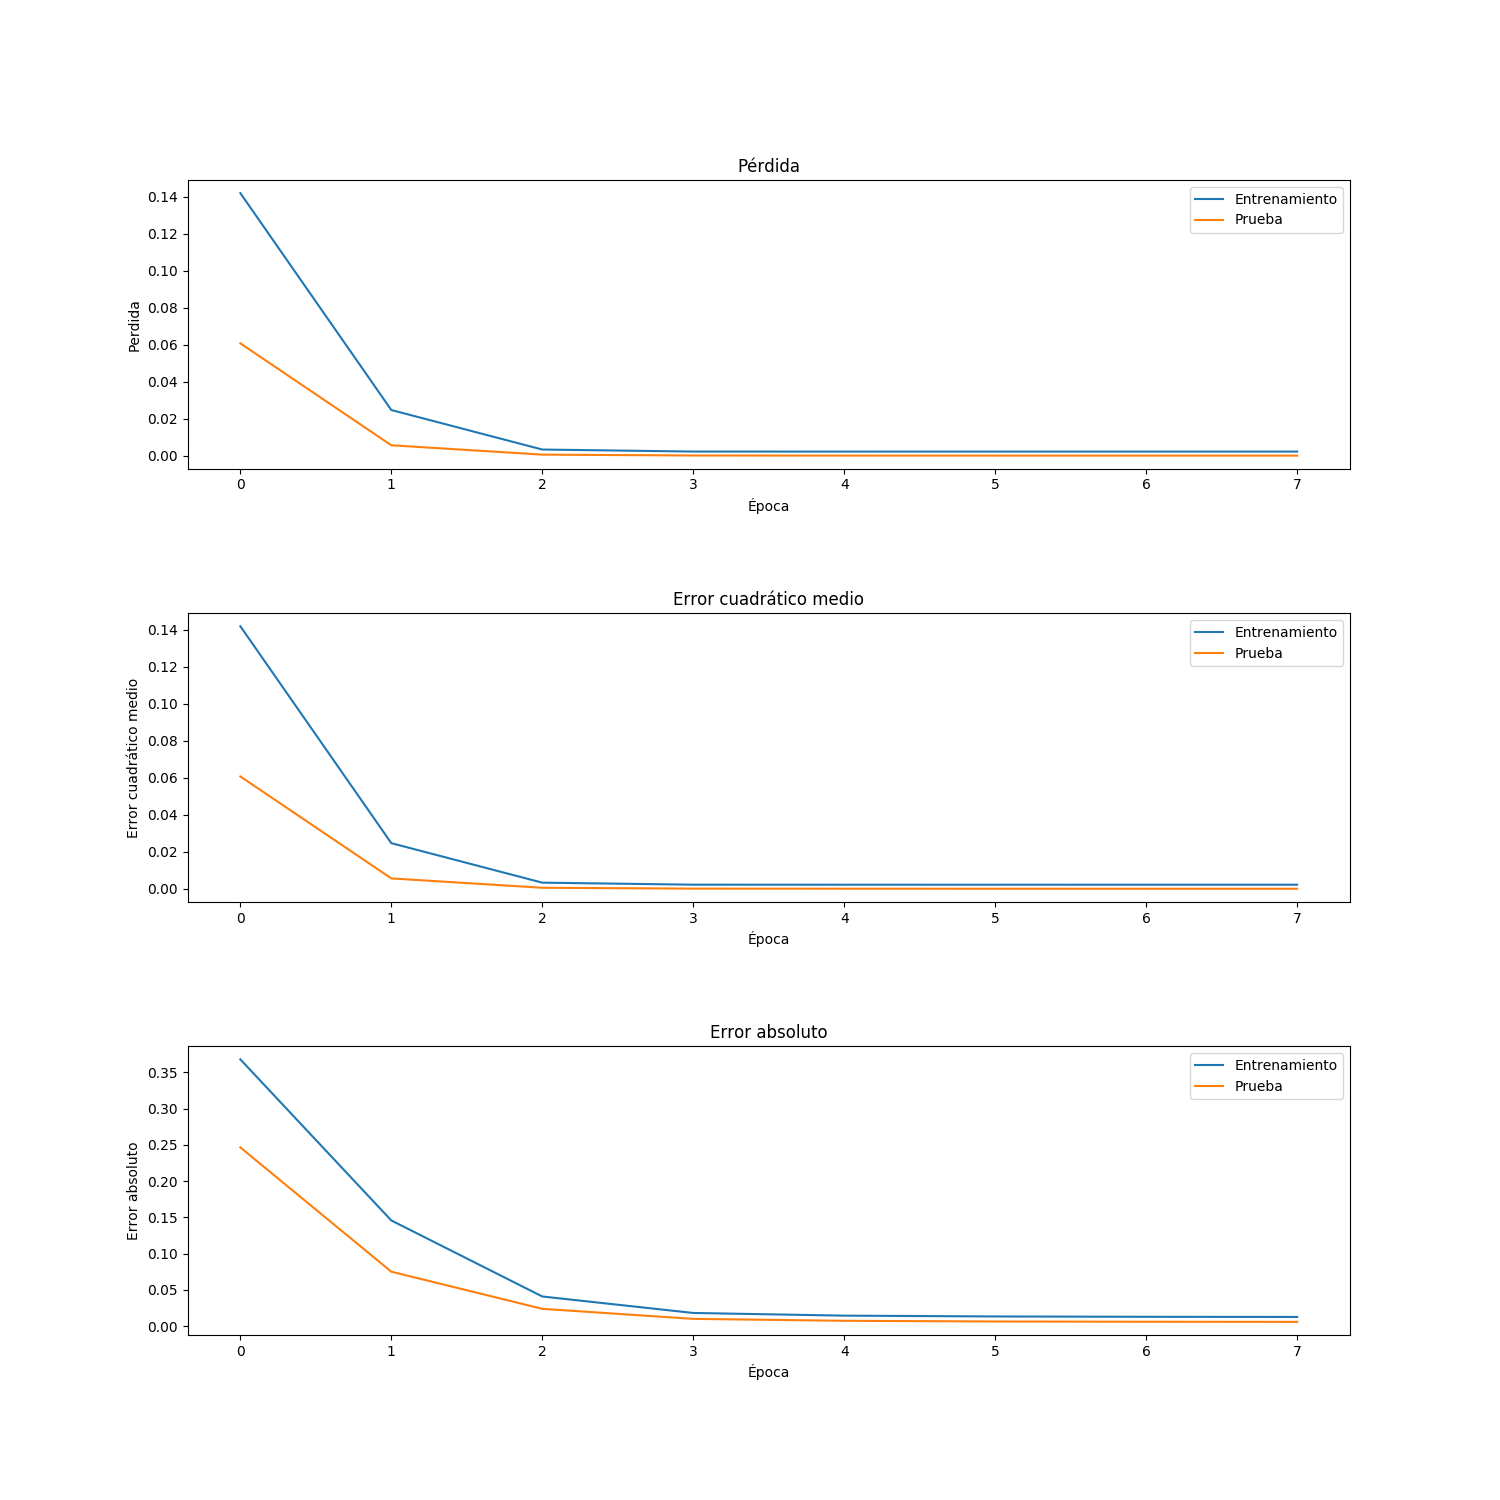 Pérdida
0.14
0.12
0.10
0.08
0.06
0.04
0.02
0.00
Perdida
Entrenamiento
Prueba
0 1 2 3 4 5 6 7
Época
Error cuadrático medio
0.14
0.12
0.10
0.08
0.06
0.04
0.02
0.00
Error cuadrático medio
Entrenamiento
Prueba
0 1 2 3 4 5 6 7
Época
Error absoluto
0.35
0.30
0.25
0.20
0.15
0.10
0.05
0.00
Error absoluto
Entrenamiento
Prueba
0 1 2 3 4 5 6 7
Época